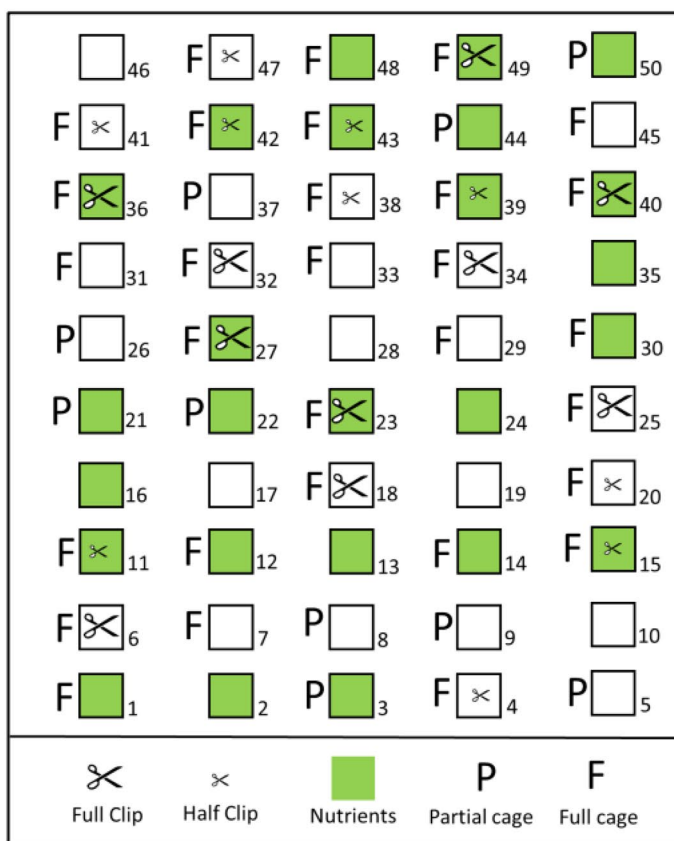 46 F 47 F 48 F 49 P 50
F 41 F 42 F 43 P 44 F 45
F 36 P 37 F 38 F 39 F 40
F 31 F 32 F 33 F 34 35
P 26 F 27 28 F 29 F 30
P 21 P 22 F 23 24 F 25
16 17 F 18 19 F 20
F 11 F 12 13 F 14 F 15
F 6 F 7 P 8 P 9 10
F 1 2 P 3 F 4 P 5
P F
Full Clip Half Clip Nutrients Partial cage Full cage